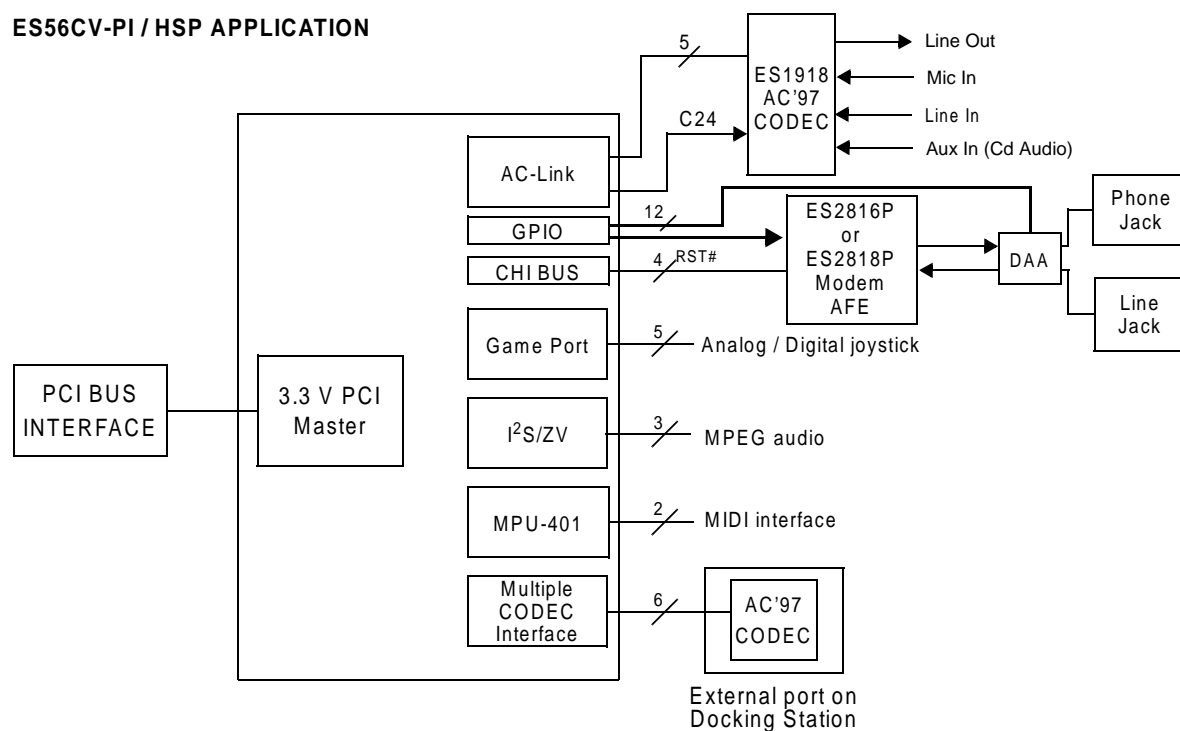 ES56CV-PI / HSP APPLICATION
5
ES1918
AC'97
CODEC
Line Out
Mic In
Line In
Aux In (Cd Audio)
C24
AC-Link
GPIO
12
CHI BUS
4
RST#
ES2816P
or
ES2818P
Modem
AFE
DAA
Phone
Jack
Line
Jack
Game Port
5
Analog / Digital joystick
PCI BUS
INTERFACE
3.3 V PCI
Master
I²S/ZV
3
MPEG audio
MPU-401
2
MIDI interface
Multiple
CODEC
Interface
6
AC'97
CODEC
External port on
Docking Station